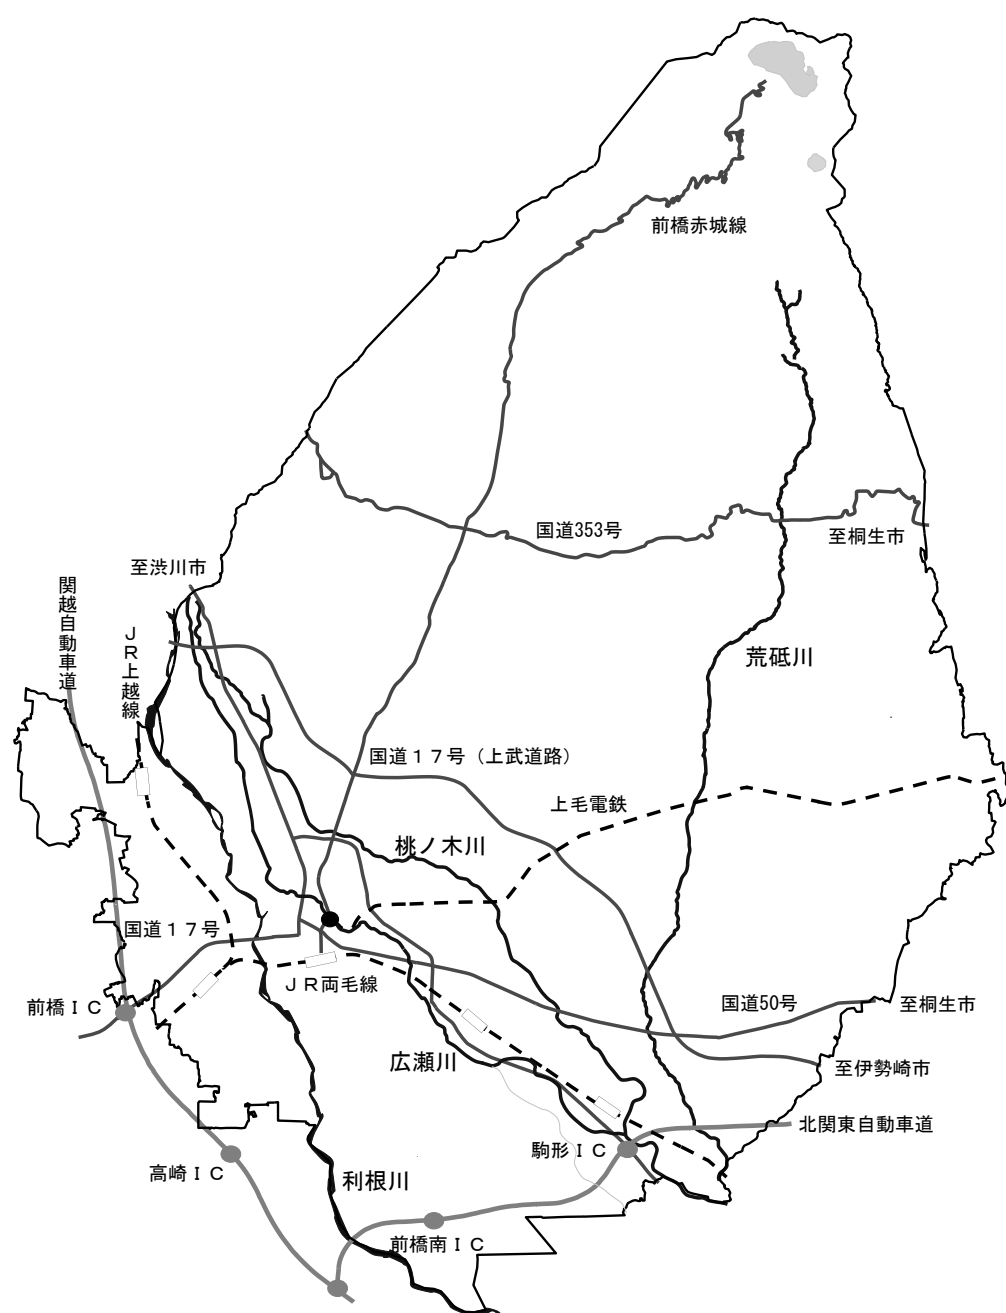 前橋赤城線
国道353号
至桐生市
至渋川市
関越自動車道
ＪＲ上越線
荒砥川
国道１７号（上武道路）
上毛電鉄
桃ノ木川
国道１７号
ＪＲ両毛線
前橋ＩＣ
国道50号
至桐生市
広瀬川
至伊勢崎市
北関東自動車道
駒形ＩＣ
高崎ＩＣ
利根川
前橋南ＩＣ